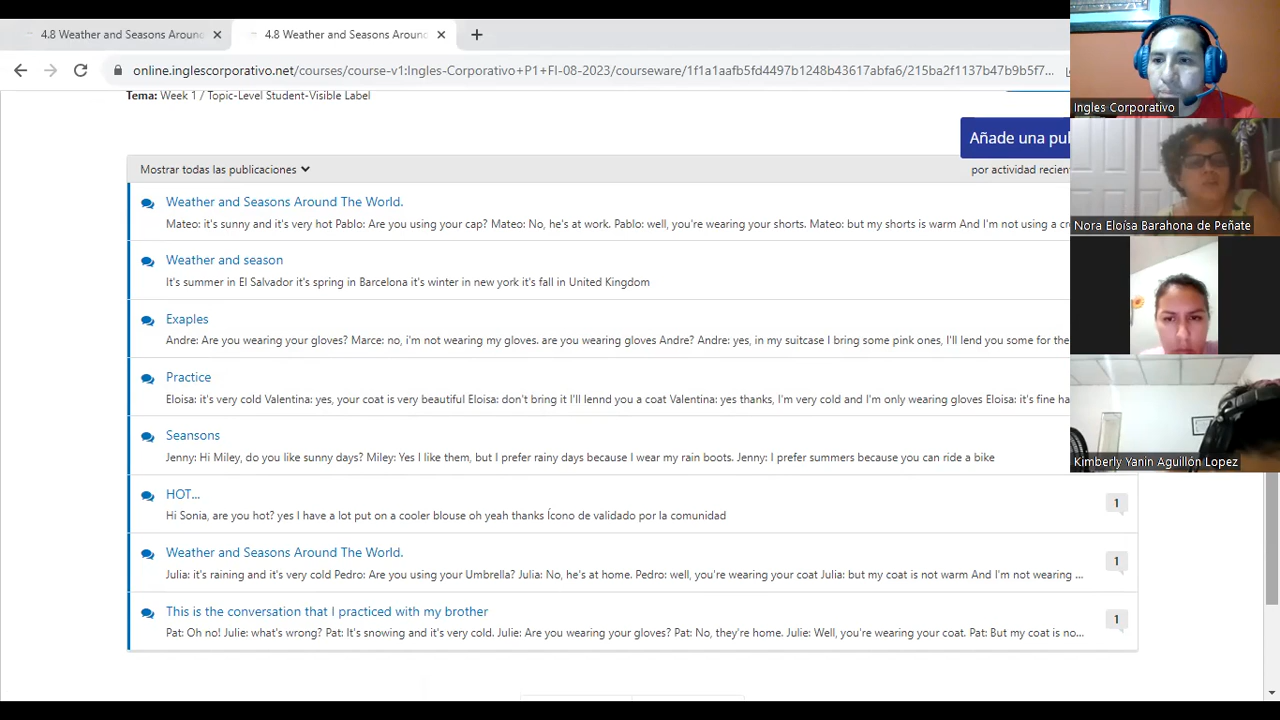 4.8 Weather and Seasons Around
4.8 Weather and Seasons Around
online.inglescorporativo.net/courses/course-v1:Ingles_Corporativo+P1+FI-08-2023/courseware/1f1a1aafb5fd4497b1248b43617abfa6/215ba2f1137b47b9b5f7...
Tema: Week 1 / Topic-Level Student-Visible Label
Añade una pul
Mostrar todas las publicaciones
por actividad recien
Weather and Seasons Around The World.
Mateo: it's sunny and it's very hot Pablo:Are you using your cap? Mateo: No, he's at work. Pablo: well, you're wearing your shorts. Mateo: but my shorts is warm And I'm not using a cr
Weather and season
It's summer in El Salvador it's spring in Barcelona it's winter in new york it's fall in United Kingdom
Exaples
Andre: Are you wearing your gloves? Marce: no, i'm not wearing my gloves. are you wearing gloves Andre? Andre: yes, in my suitcase I bring some pink ones, I'll lend you some for the
Practice
Eloisa: it's very cold Valentina: yes, your coat is very beautiful Eloisa: don't bring it I'll lennd you a coat Valentina: yes thanks, I'm very cold and I'm only wearing gloves Eloisa: it's fine ha
Seansons
Jenny: Hi Miley, do you like sunny days? Miley: Yes I like them, but I prefer rainy days because I wear my rain boots. Jenny: I prefer summers because you can ride a bike
HOT...
1
Hi Sonia, are you hot? yes I have a lot put on a cooler blouse oh yeah thanks Ícono de validado por la comunidad
Weather and Seasons Around The World.
1
Julia: it's raining and it's very cold Pedro: Are you using your Umbrella? Julia: No, he's at home. Pedro: well, you're wearing your coat Julia: but my coat is not warm And I'm not wearing ...
This is the conversation that I practiced with my brother
1
Pat: Oh no! Julie: what's wrong? Pat: It's snowing and it's very cold. Julie: Are you wearing your gloves? Pat: No, they're home. Julie: Well, you're wearing your coat. Pat: But my coat is no...
Ingles Corporativo
Nora Eloísa Barahona de Peñate
Kimberly Yanin Aguillón Lopez